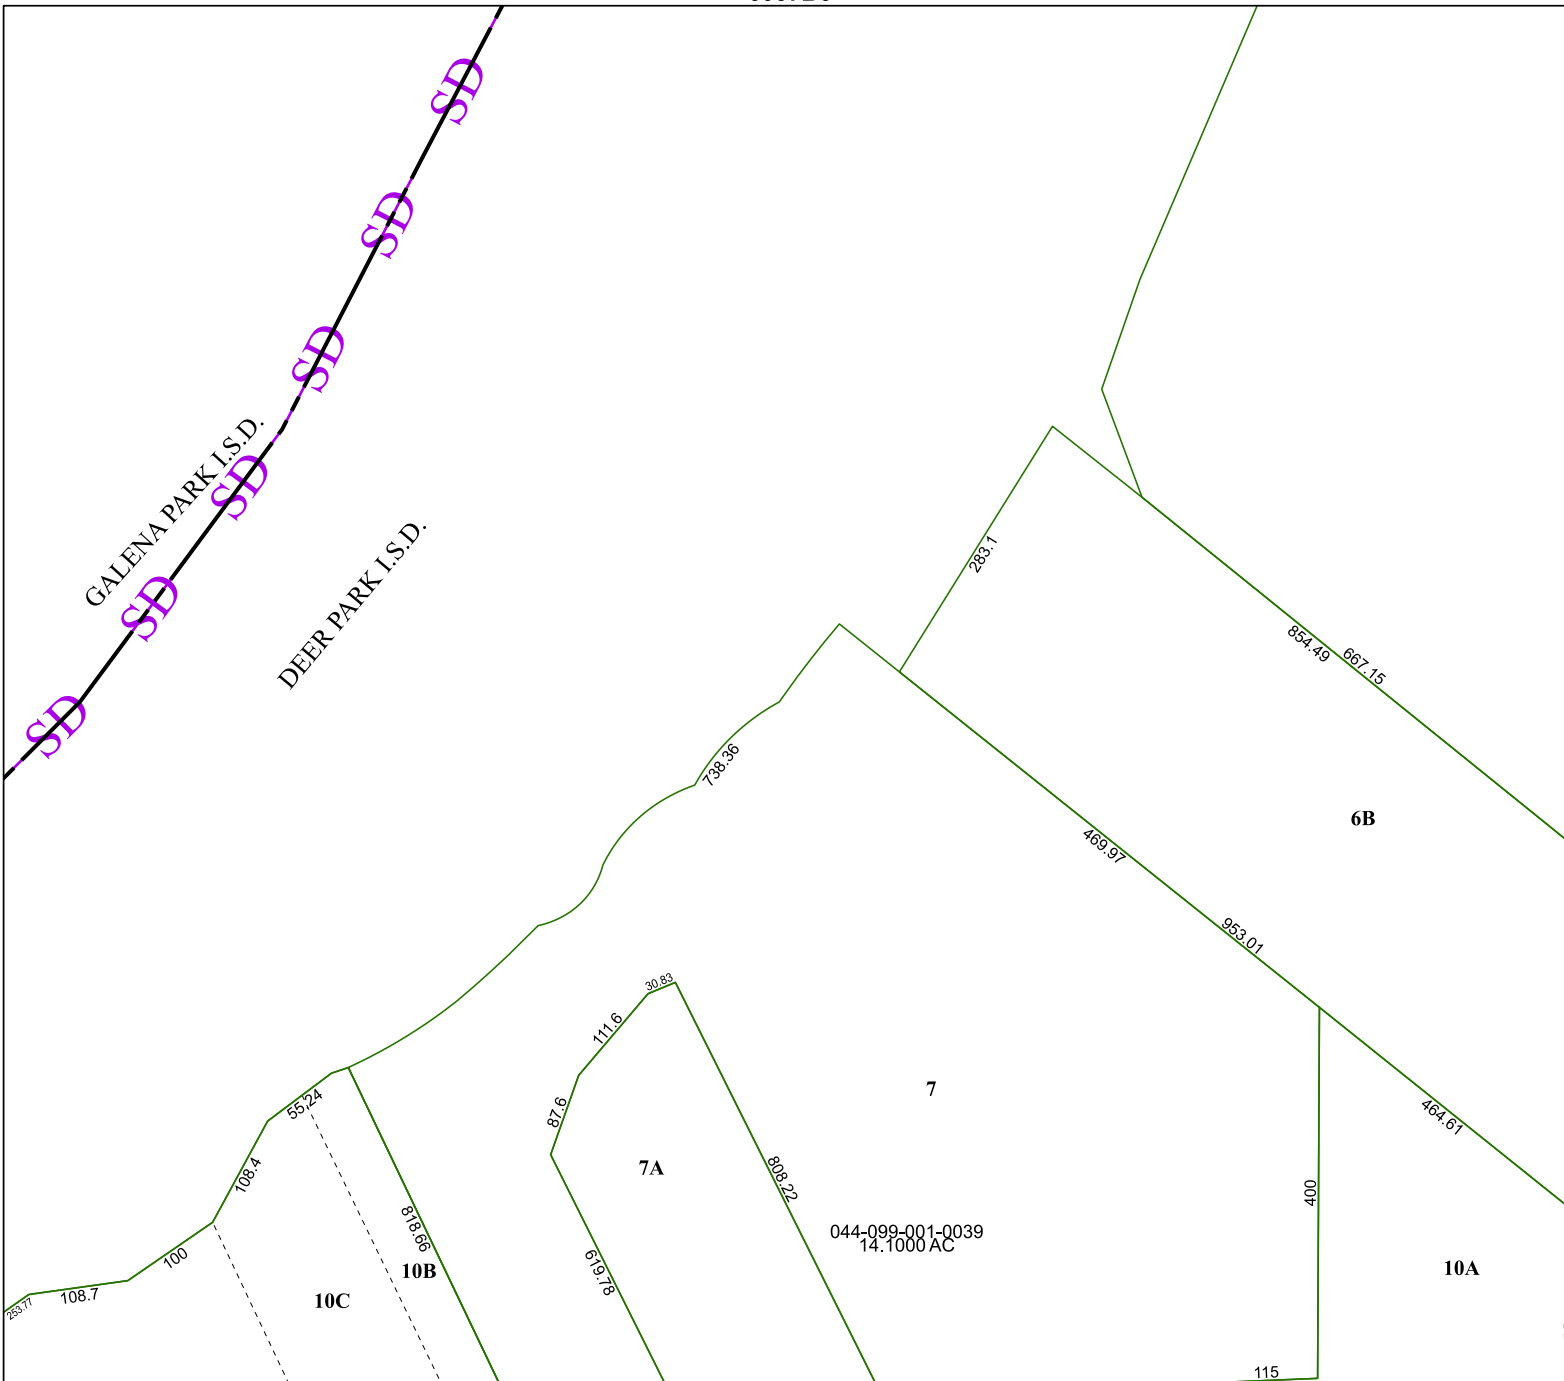 SD
SD
SD
SD
SD
SD
GALENA PARK I.S.D.
DEER PARK I.S.D.
283.1
854.49
667.15
738.36
6B
469.97
953.01
30.83
111.6
87.6
7
7A
808.22
55.24
108.4
464.61
400
818.66
044-099-001-0039
14.1000 AC
100
619.78
10B
10A
10C
108.7
253.77
115